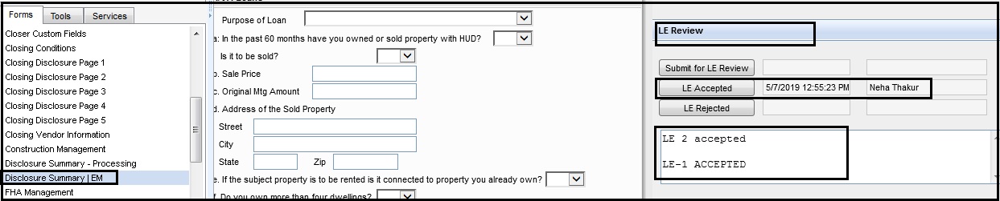 Forms Tools Services
Closer Custom Fields
Closing Conditions
Closing Disclosure Page 1
Closing Disclosure Page 2
Closing Disclosure Page 3
Closing Disclosure Page 4
Closing Disclosure Page 5
Closing Vendor Information
Construction Management
Disclosure Summary - Processing
Disclosure Summary | EM
FHA Management
Purpose of Loan
a: In the past 60 months have you owned or sold property with HUD?
Is it to be sold?
b. Sale Price
c. Original Mtg Amount
d. Address of the Sold Property
Street
City
State Zip
e. If the subject property is to be rented is it connected to property you already own?
f. Do you own more than four dwellings?
LE Review
Submit for LE Review
LE Accepted 5/7/2019 12:55:23 PM Neha Thakur
LE Rejected
LE 2 accepted
LE-1 ACCEPTED